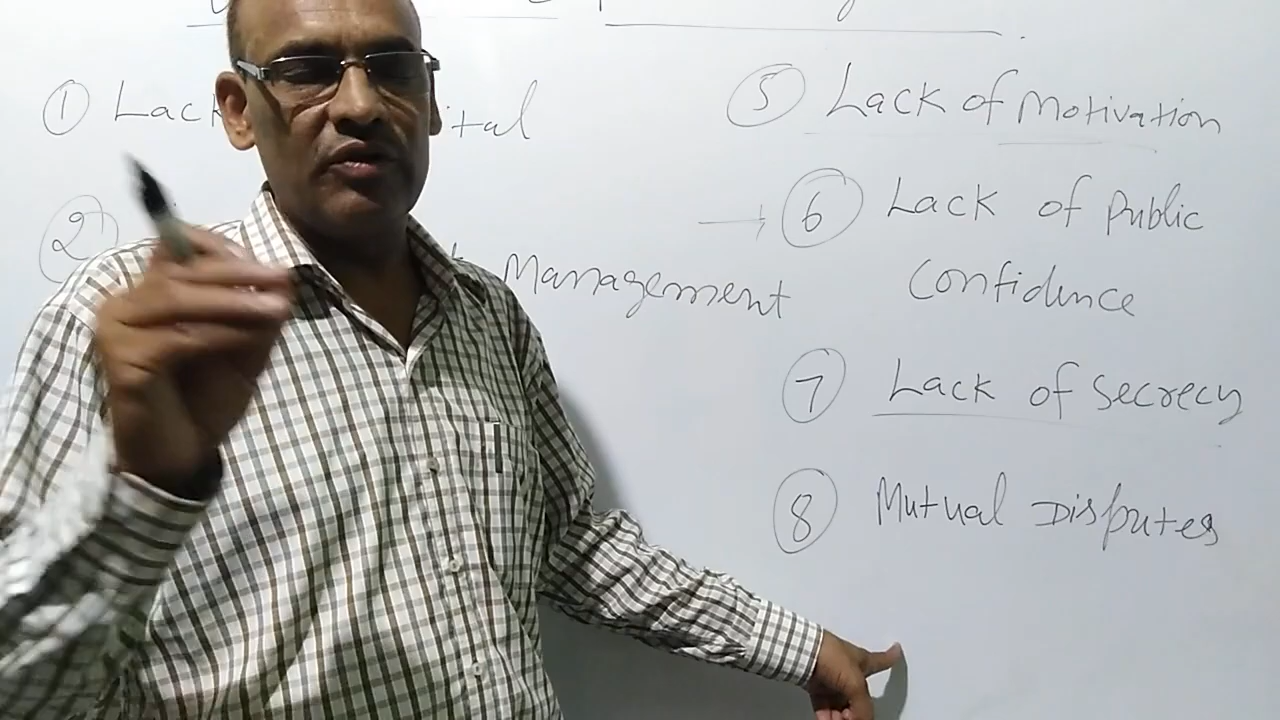 ① Lack ital
② Management
⑤ Lack of Motivation
⑥ Lack of Public
Confidence
⑦ Lack of Secrecy
⑧ Mutual Disputes